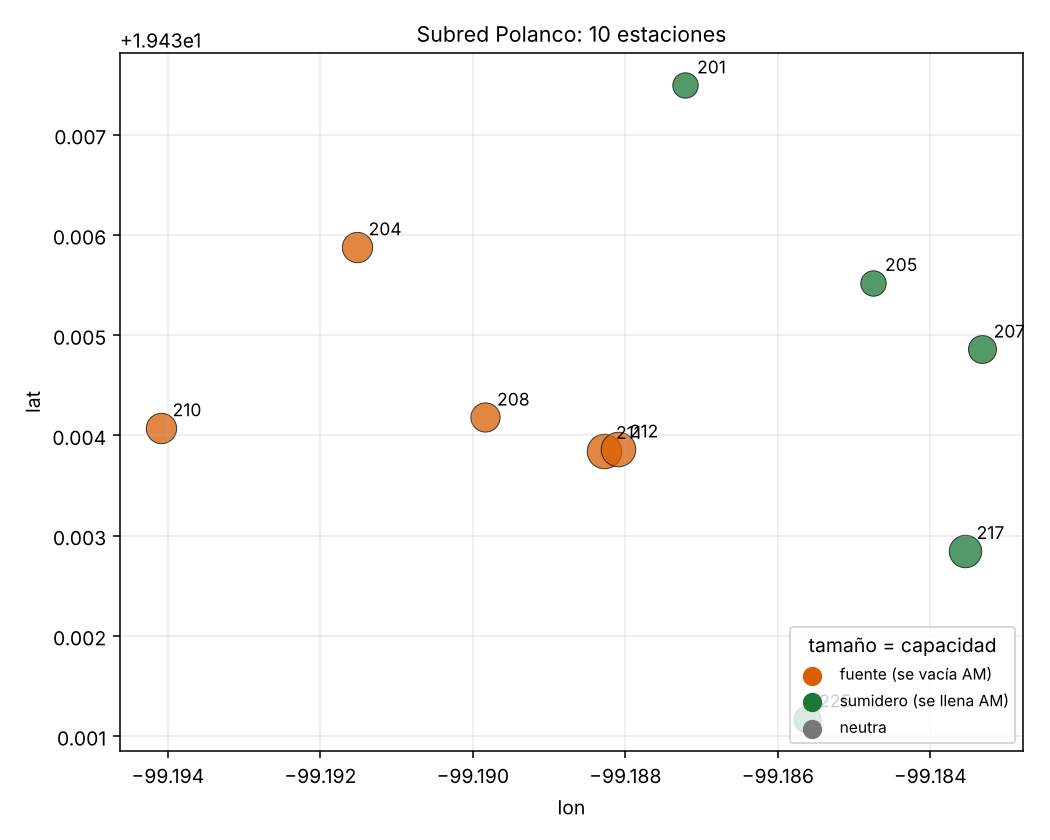 Subred Polanco: 10 estaciones
+1.943e1
201
0.007
204
0.006
205
207
0.005
208
210
211
212
0.004
217
0.003
0.002
0.001
lat
tamaño = capacidad
fuente (se vacía AM)
225
sumidero (se llena AM)
neutra
−99.194
−99.192
−99.190
−99.188
−99.186
−99.184
lon